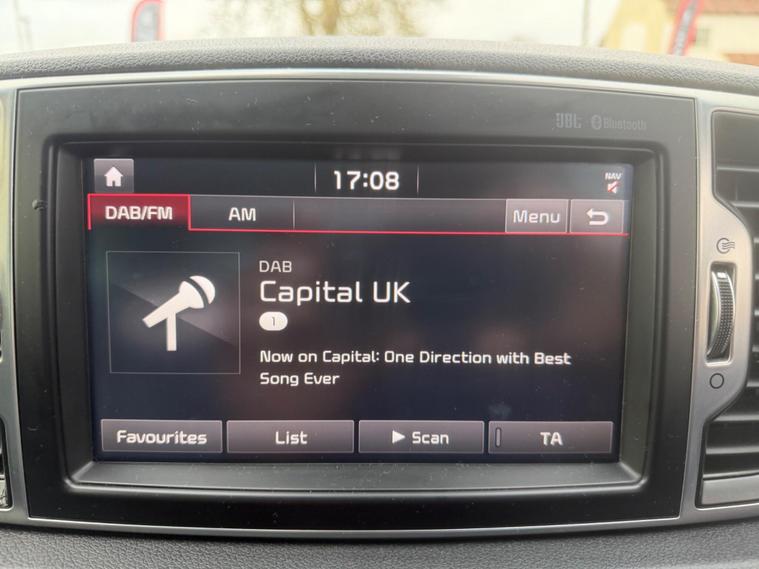 JBL Bluetooth
17:08
NAV
DAB/FM AM Menu
DAB
Capital UK
1
Now on Capital: One Direction with Best
Song Ever
Favourites List Scan TA